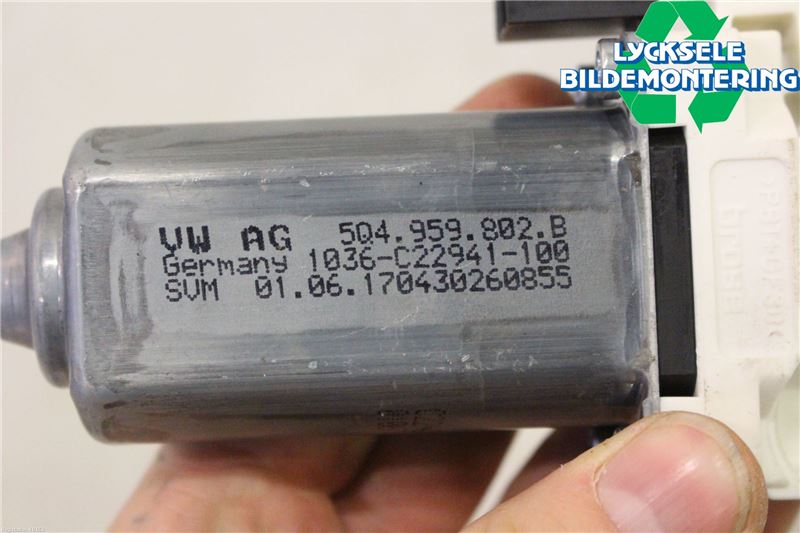 LYCKSELE
BILDEMONTERING
VW AG 5Q4.959.802.B
Germany 1036-C22941-100
SVM 01.06.170430260855
brose